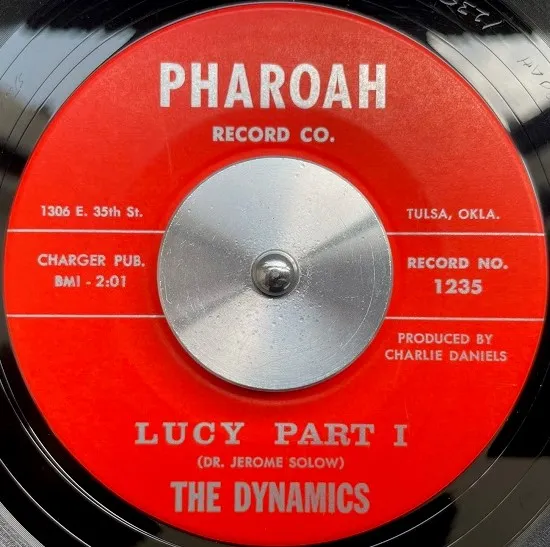 PHAROAH
RECORD CO.
1306 E. 35th St.
TULSA, OKLA.
CHARGER PUB.
BMI - 2:01
RECORD NO.
1235
PRODUCED BY
CHARLIE DANIELS
LUCY PART I
(DR. JEROME SOLOW)
THE DYNAMICS